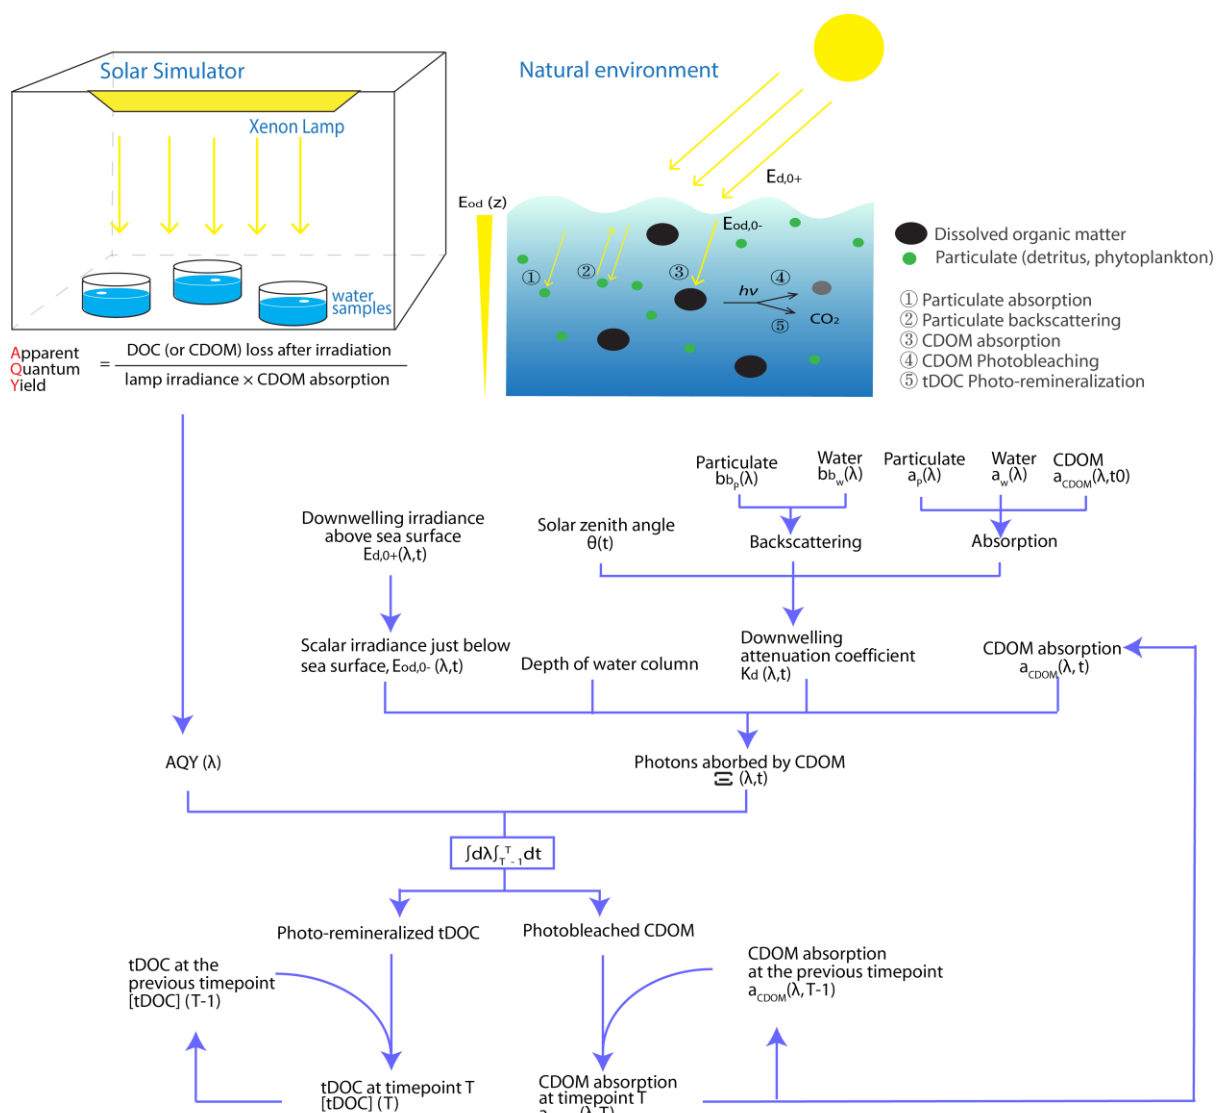 Solar Simulator
Xenon Lamp
water
samples
Apparent
Quantum
Yield
=
DOC (or CDOM) loss after irradiation
lamp irradiance × CDOM absorption
Natural environment
Ed,0+
Eod (z)
Eod,0-
①
②
③
④
hν
⑤
CO₂
Dissolved organic matter
Particulate (detritus, phytoplankton)
① Particulate absorption
② Particulate backscattering
③ CDOM absorption
④ CDOM Photobleaching
⑤ tDOC Photo-remineralization
Particulate
bbp(λ)
Water
bbw(λ)
Particulate
ap(λ)
Water
aw(λ)
CDOM
aCDOM(λ,t0)
Downwelling irradiance
above sea surface
Ed,0+(λ,t)
Solar zenith angle
θ(t)
Backscattering
Absorption
Scalar irradiance just below
sea surface, Eod,0- (λ,t)
Depth of water column
Downwelling
attenuation coefficient
Kd (λ,t)
CDOM absorption
aCDOM(λ, t)
AQY (λ)
Photons aborbed by CDOM
Ξ (λ,t)
∫dλ∫T-1Tdt
Photo-remineralized tDOC
Photobleached CDOM
tDOC at the
previous timepoint
[tDOC] (T-1)
CDOM absorption
at the previous timepoint
aCDOM(λ,T-1)
tDOC at timepoint T
[tDOC] (T)
CDOM absorption
at timepoint T